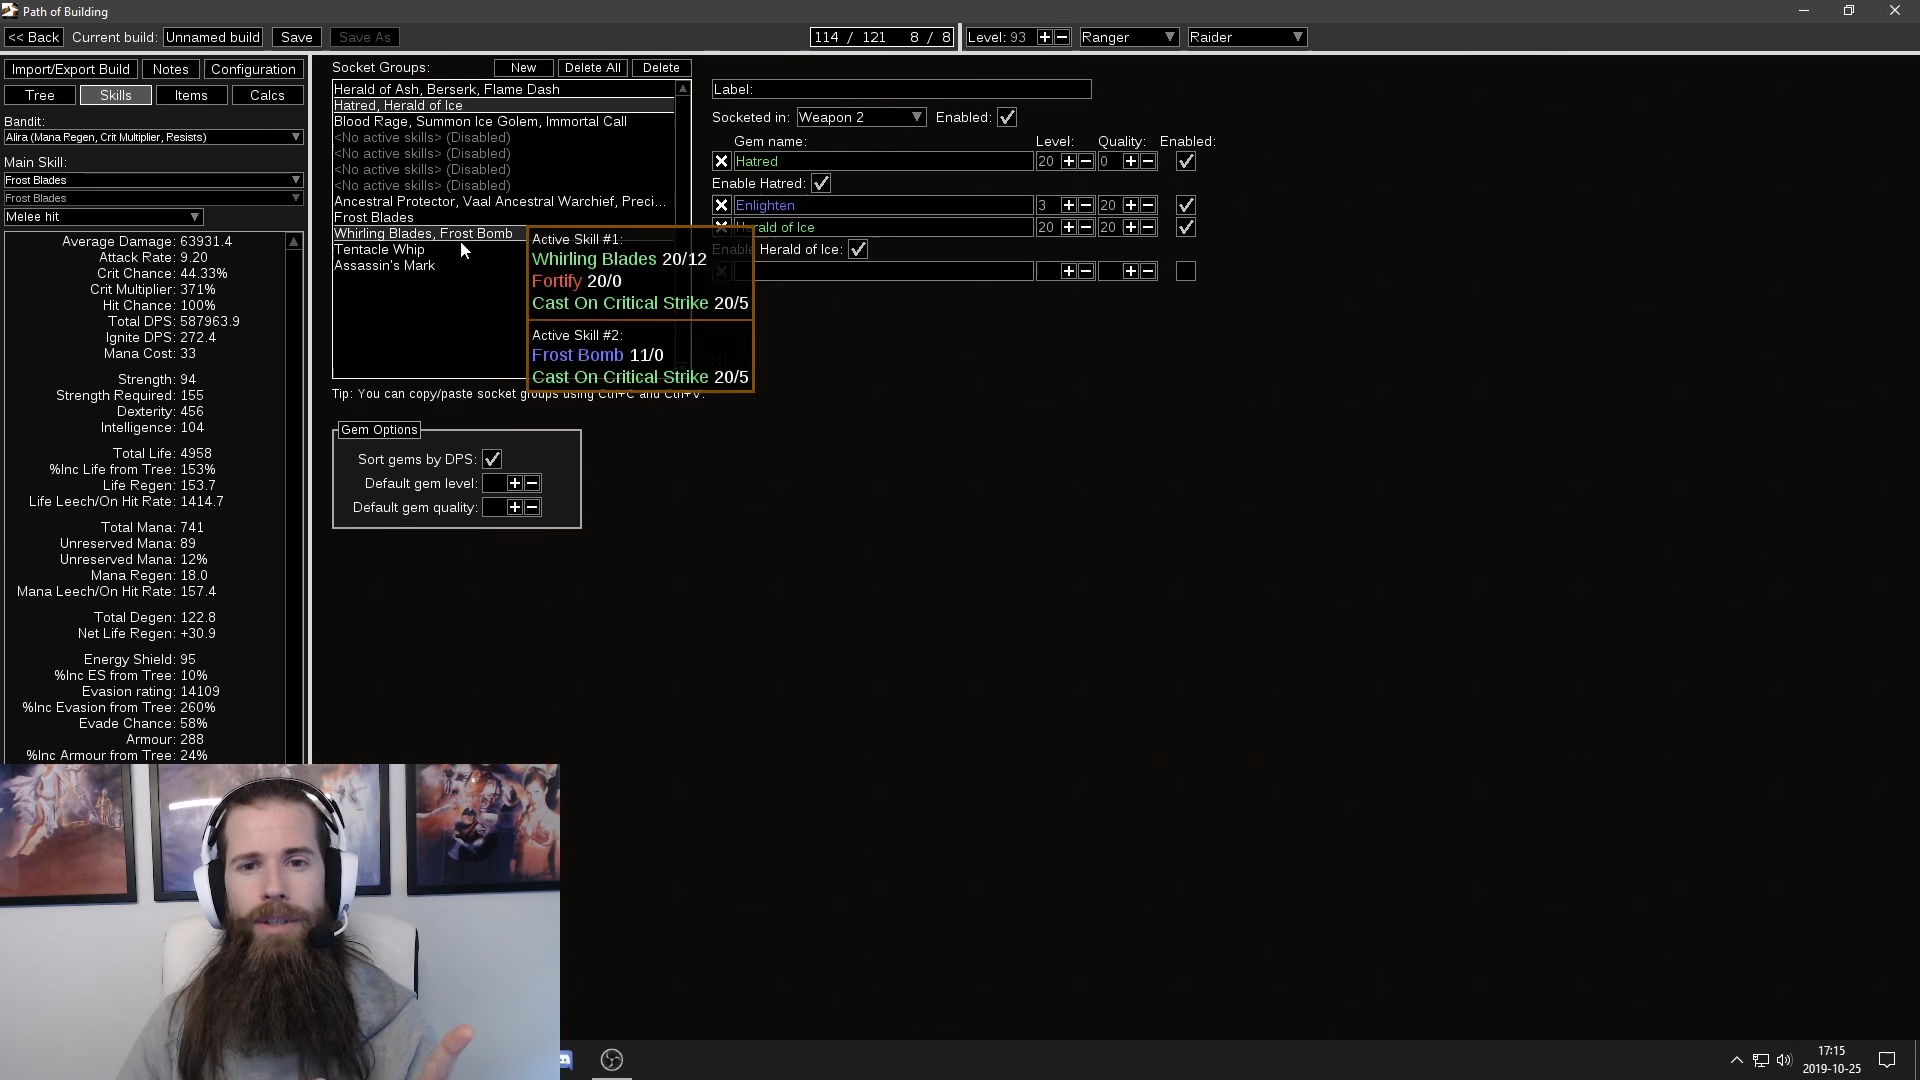 Path of Building
<< Back Current build: Unnamed build Save Save As 114 / 121 8 / 8 Level: 93 Ranger Raider
Import/Export Build Notes Configuration
Tree Skills Items Calcs
Bandit:
Alira (Mana Regen, Crit Multiplier, Resists)
Main Skill:
Frost Blades
Frost Blades
Melee hit
Average Damage: 63931.4
Attack Rate: 9.20
Crit Chance: 44.33%
Crit Multiplier: 371%
Hit Chance: 100%
Total DPS: 587963.9
Ignite DPS: 272.4
Mana Cost: 33
Strength: 94
Strength Required: 155
Dexterity: 456
Intelligence: 104
Total Life: 4958
%Inc Life from Tree: 153%
Life Regen: 153.7
Life Leech/On Hit Rate: 1414.7
Total Mana: 741
Unreserved Mana: 89
Unreserved Mana: 12%
Mana Regen: 18.0
Mana Leech/On Hit Rate: 157.4
Total Degen: 122.8
Net Life Regen: +30.9
Energy Shield: 95
%Inc ES from Tree: 10%
Evasion rating: 14109
%Inc Evasion from Tree: 260%
Evade Chance: 58%
Armour: 288
%Inc Armour from Tree: 24%
Socket Groups: New Delete All Delete
Herald of Ash, Berserk, Flame Dash
Hatred, Herald of Ice
Blood Rage, Summon Ice Golem, Immortal Call
<No active skills> (Disabled)
<No active skills> (Disabled)
<No active skills> (Disabled)
<No active skills> (Disabled)
Ancestral Protector, Vaal Ancestral Warchief, Preci...
Frost Blades
Whirling Blades, Frost Bomb
Tentacle Whip
Assassin's Mark
Active Skill #1:
Whirling Blades 20/12
Fortify 20/0
Cast On Critical Strike 20/5
Active Skill #2:
Frost Bomb 11/0
Cast On Critical Strike 20/5
Tip: You can copy/paste socket groups using Ctrl+C and Ctrl+V.
Gem Options
Sort gems by DPS:
Default gem level:
Default gem quality:
Label:
Socketed in: Weapon 2 Enabled:
Gem name: Level: Quality: Enabled:
Hatred 20 0
Enable Hatred:
Enlighten 3 20
Herald of Ice 20 20
Herald of Ice:
17:15
2019-10-25